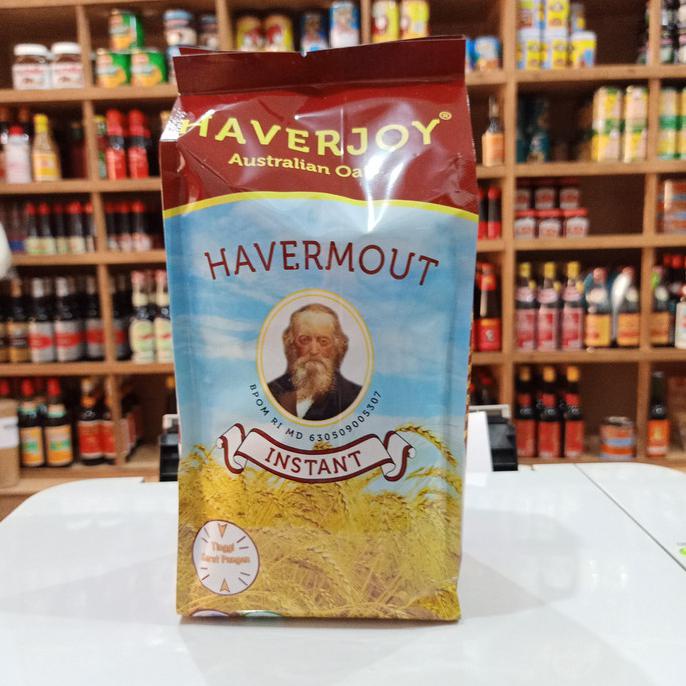 HAVERJOY®
Australian Oats
HAVERMOUT
BPOM RI MD 630509005307
INSTANT
Tinggi
Serat Pangan